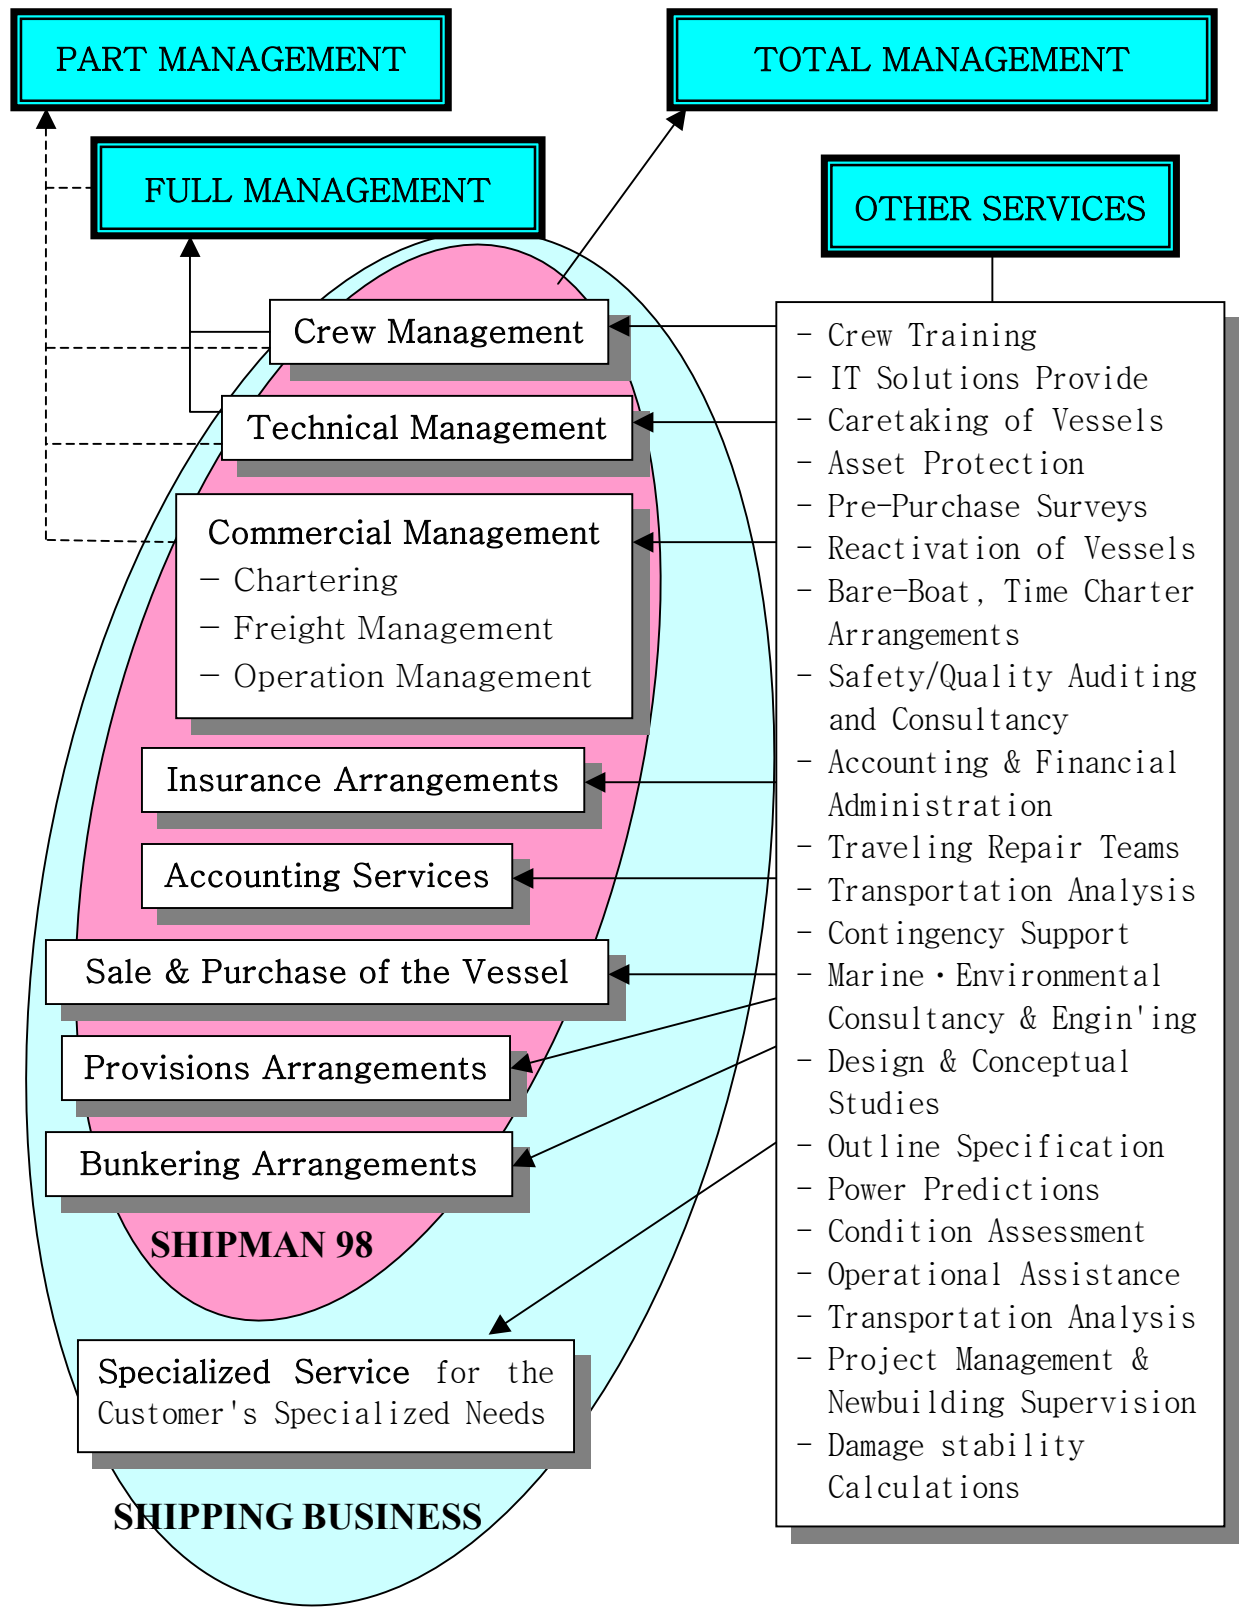 PART MANAGEMENT
TOTAL MANAGEMENT
FULL MANAGEMENT
OTHER SERVICES
Crew Management
Technical Management
Commercial Management
- Chartering
- Freight Management
- Operation Management
Insurance Arrangements
Accounting Services
Sale & Purchase of the Vessel
Provisions Arrangements
Bunkering Arrangements
SHIPMAN 98
Specialized Service for the
Customer's Specialized Needs
SHIPPING BUSINESS
- Crew Training
- IT Solutions Provide
- Caretaking of Vessels
- Asset Protection
- Pre-Purchase Surveys
- Reactivation of Vessels
- Bare-Boat, Time Charter
Arrangements
- Safety/Quality Auditing
and Consultancy
- Accounting & Financial
Administration
- Traveling Repair Teams
- Transportation Analysis
- Contingency Support
- Marine·Environmental
Consultancy & Engin'ing
- Design & Conceptual
Studies
- Outline Specification
- Power Predictions
- Condition Assessment
- Operational Assistance
- Transportation Analysis
- Project Management &
Newbuilding Supervision
- Damage stability
Calculations